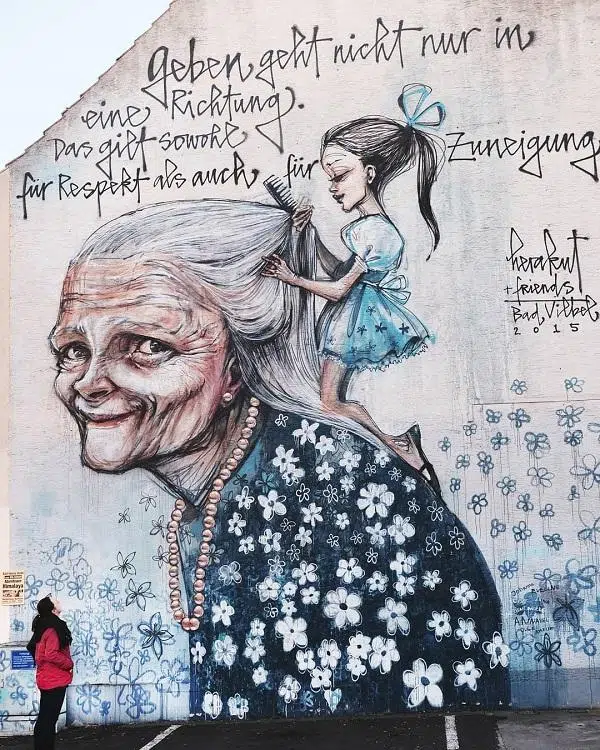 Geben geht nicht nur in
eine Richtung.
Das gilt sowohl
für Respekt als auch für Zuneigung
herakut
+ friends
Bad Vilbel
2015
Himalaya